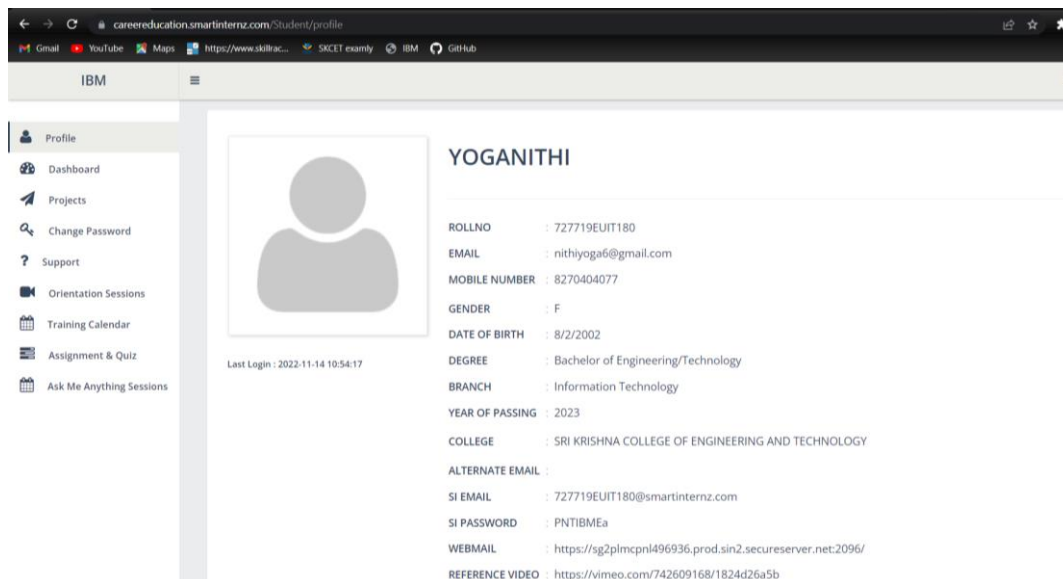 careereducation.smartinternz.com/Student/profile
Gmail YouTube Maps https://www.skillrac... SKCET examly IBM GitHub
IBM
Profile
Dashboard
Projects
Change Password
? Support
Orientation Sessions
Training Calendar
Assignment & Quiz
Ask Me Anything Sessions
Last Login : 2022-11-14 10:54:17
YOGANITHI
ROLLNO : 727719EUIT180
EMAIL : nithiyoga6@gmail.com
MOBILE NUMBER : 8270404077
GENDER : F
DATE OF BIRTH : 8/2/2002
DEGREE : Bachelor of Engineering/Technology
BRANCH : Information Technology
YEAR OF PASSING : 2023
COLLEGE : SRI KRISHNA COLLEGE OF ENGINEERING AND TECHNOLOGY
ALTERNATE EMAIL :
SI EMAIL : 727719EUIT180@smartinternz.com
SI PASSWORD : PNTIBMEa
WEBMAIL : https://sg2plmcpnl496936.prod.sin2.secureserver.net:2096/
REFERENCE VIDEO : https://vimeo.com/742609168/1824d26a5b